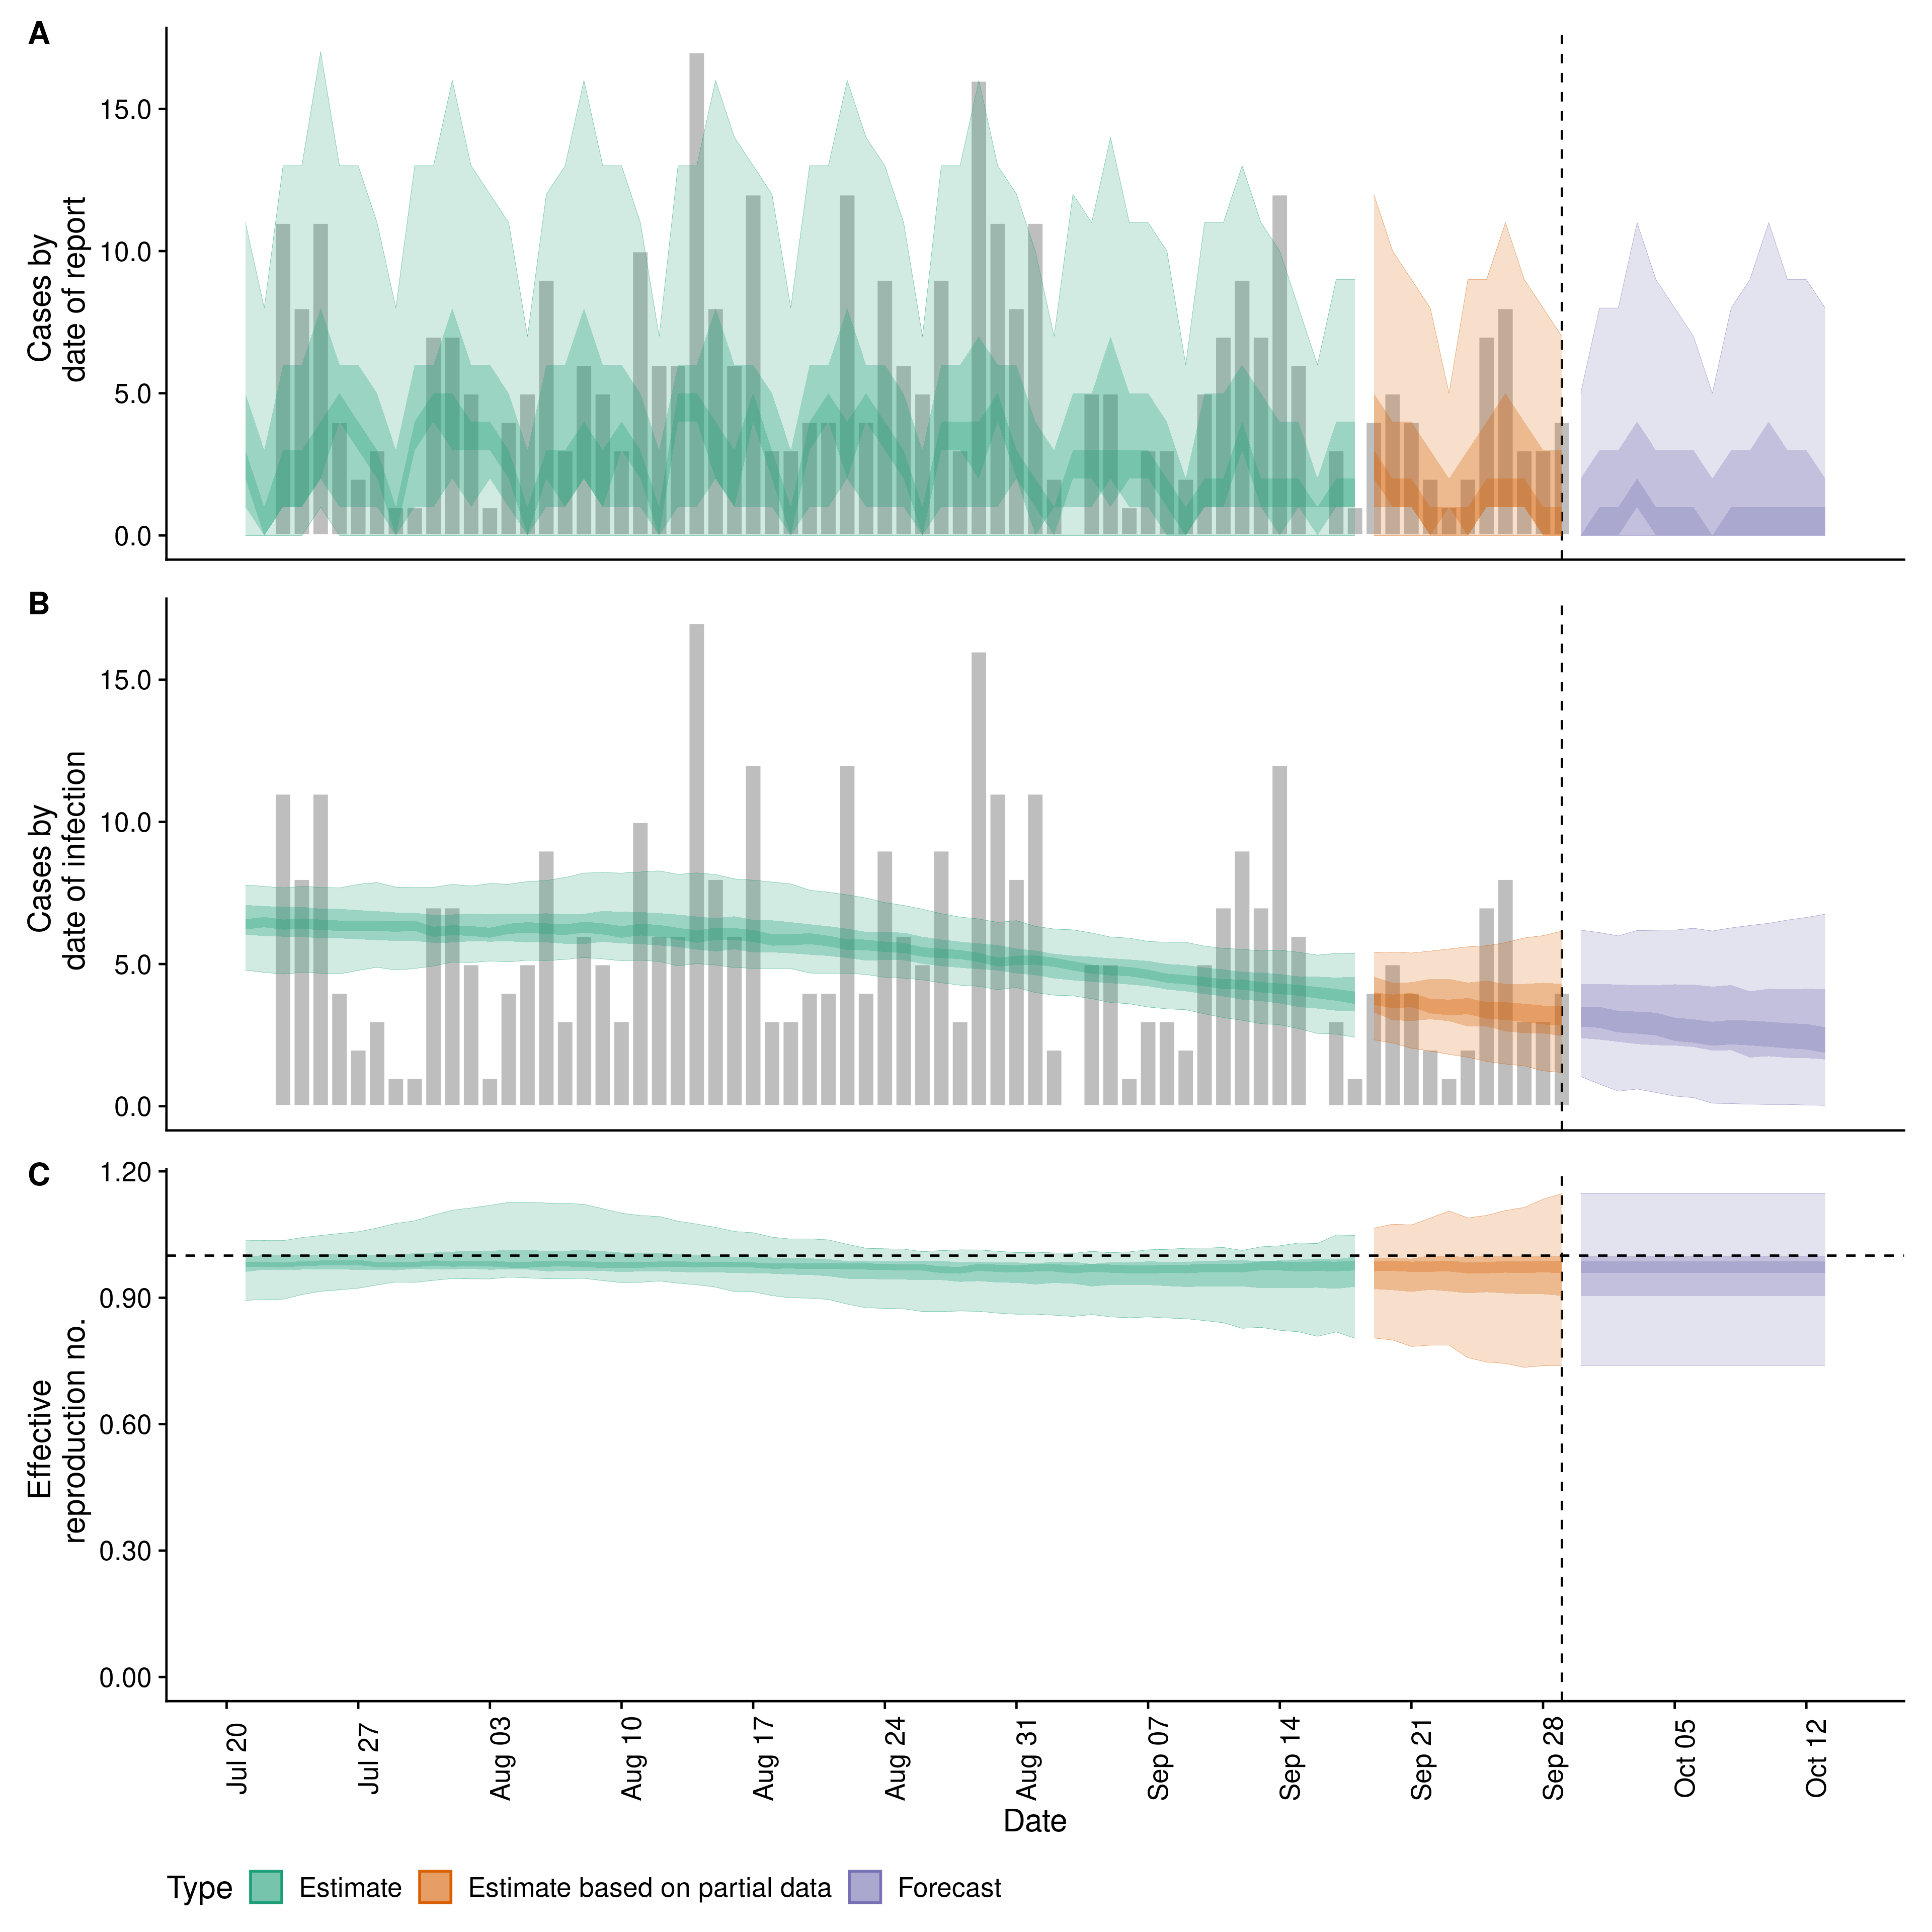 A
Cases by
date of report
15.0
10.0
5.0
0.0
B
Cases by
date of infection
15.0
10.0
5.0
0.0
C
Effective
reproduction no.
1.20
0.90
0.60
0.30
0.00
Jul 20
Jul 27
Aug 03
Aug 10
Aug 17
Aug 24
Aug 31
Sep 07
Sep 14
Sep 21
Sep 28
Oct 05
Oct 12
Date
Type Estimate Estimate based on partial data Forecast